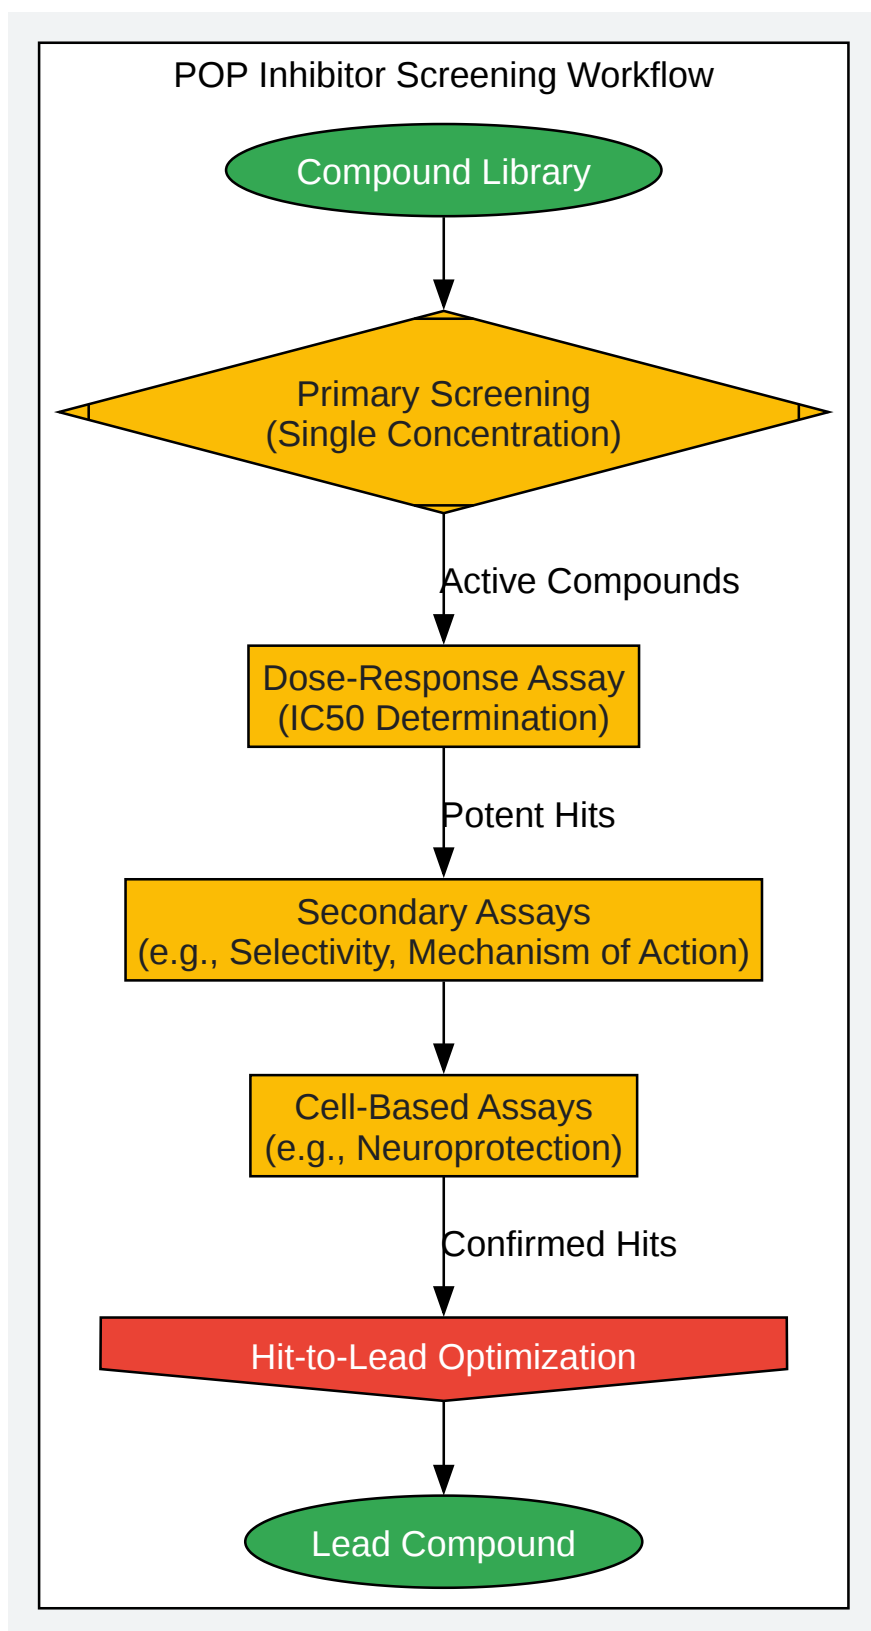 POP Inhibitor Screening Workflow
Compound Library
Primary Screening
(Single Concentration)
Active Compounds
Dose-Response Assay
(IC50 Determination)
Potent Hits
Secondary Assays
(e.g., Selectivity, Mechanism of Action)
Cell-Based Assays
(e.g., Neuroprotection)
Confirmed Hits
Hit-to-Lead Optimization
Lead Compound